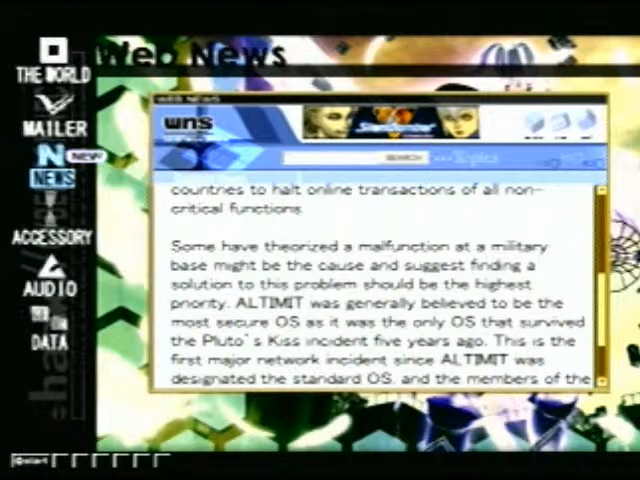 Web News
THE WORLD
MAILER
NEW
NEWS
ACCESSORY
AUDIO
DATA
WEB NEWS
wns
SEARCH
Topics
countries to halt online transactions of all non-
critical functions
Some have theorized a malfunction at a military
base might be the cause and suggest finding a
solution to this problem should be the highest
priority. ALTIMIT was generally believed to be the
most secure OS as it was the only OS that survived
the Pluto's Kiss incident five years ago. This is the
first major network incident since ALTIMIT was
designated the standard OS, and the members of the
start